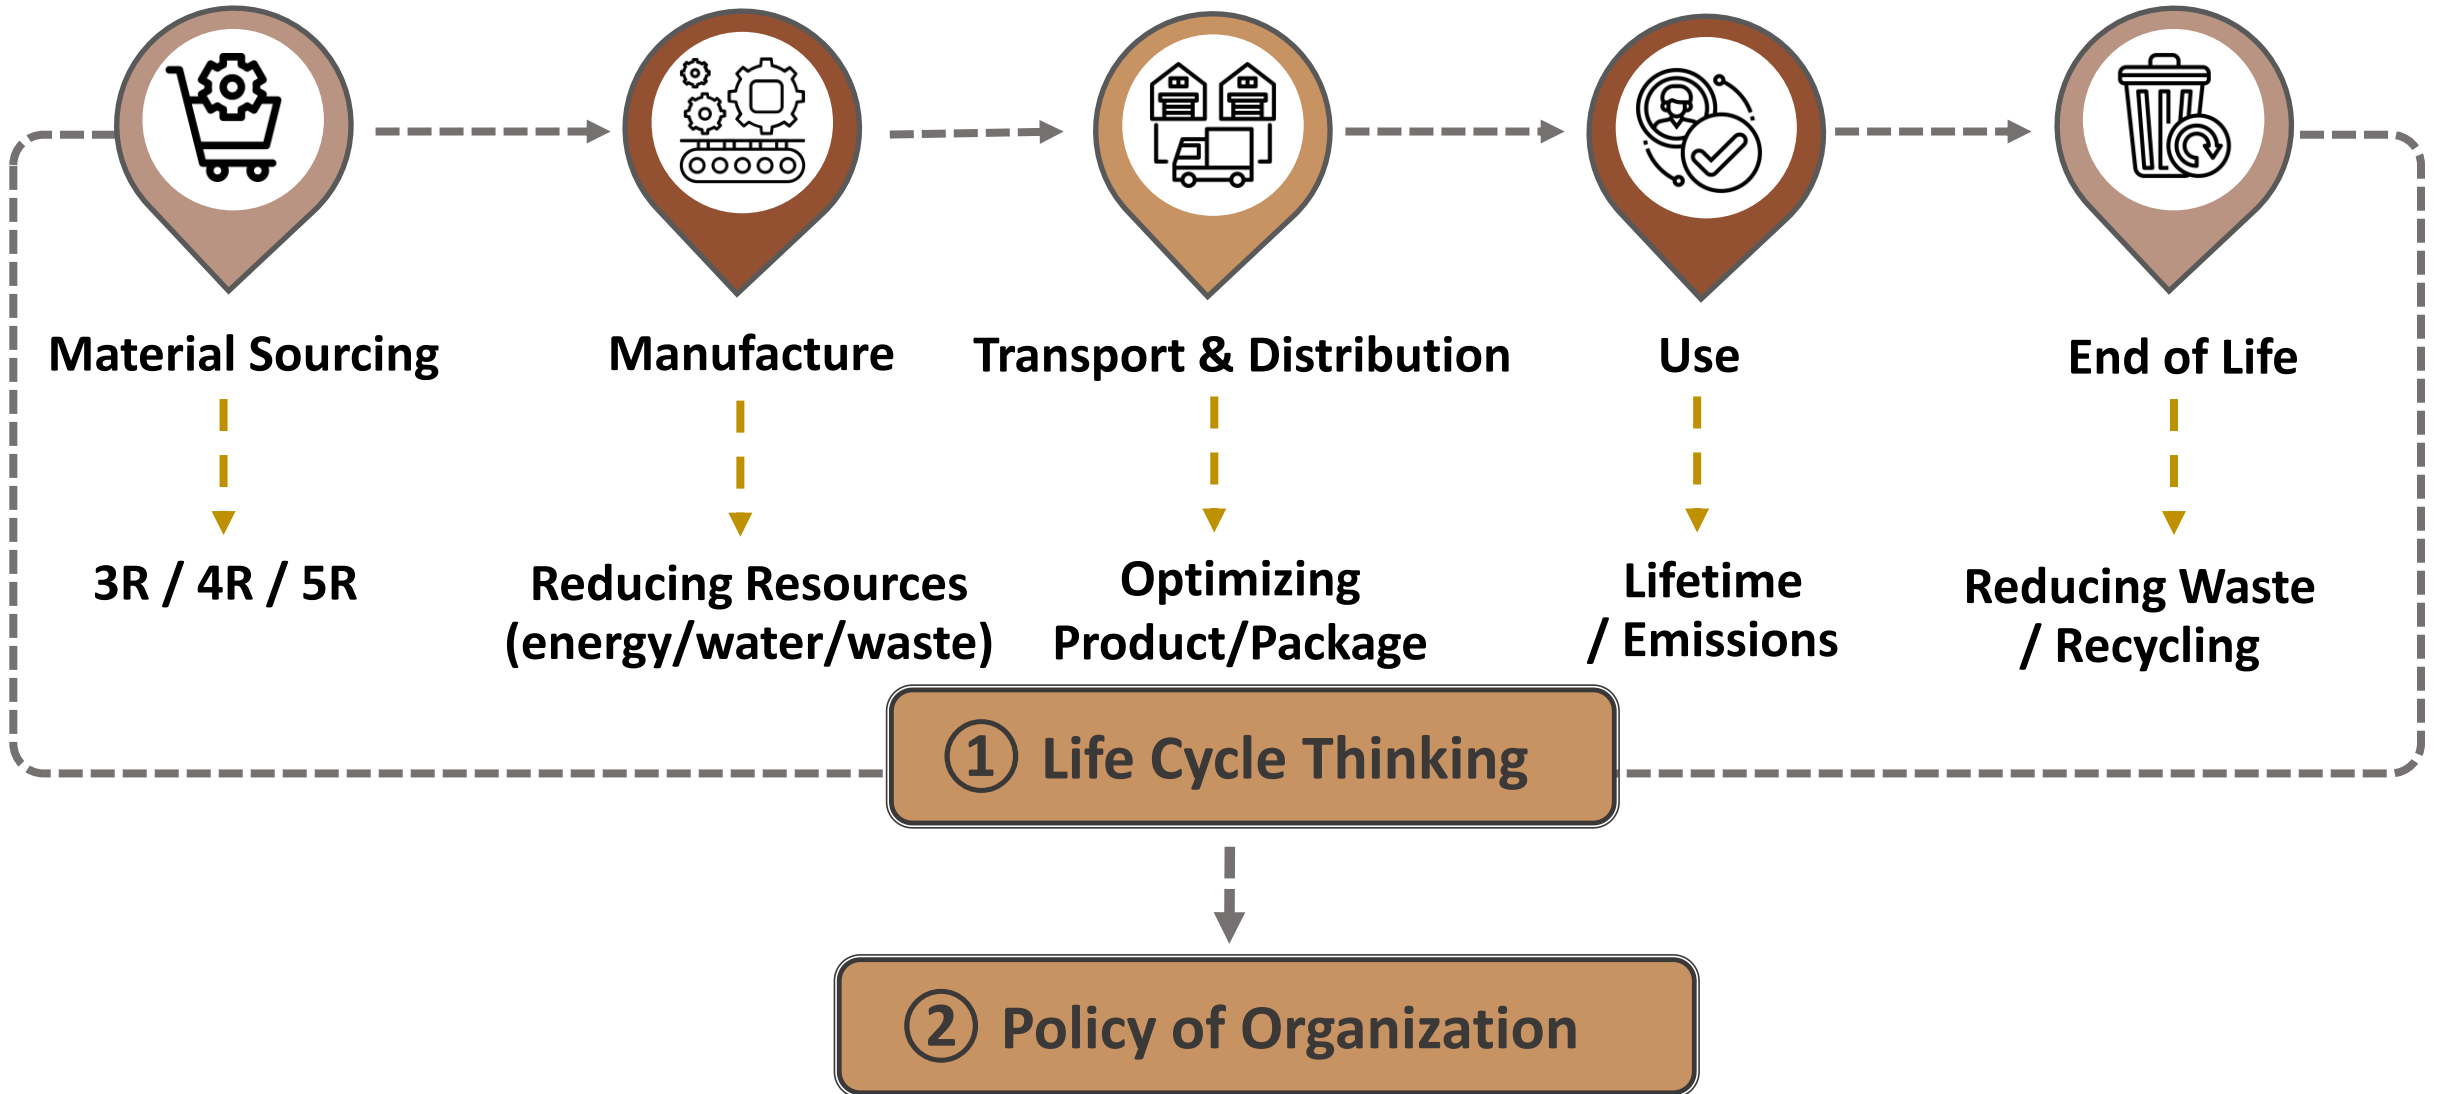 Material Sourcing
Manufacture
Transport & Distribution
Use
End of Life
3R / 4R / 5R
Reducing Resources
(energy/water/waste)
Optimizing
Product/Package
Lifetime
/ Emissions
Reducing Waste
/ Recycling
① Life Cycle Thinking
② Policy of Organization